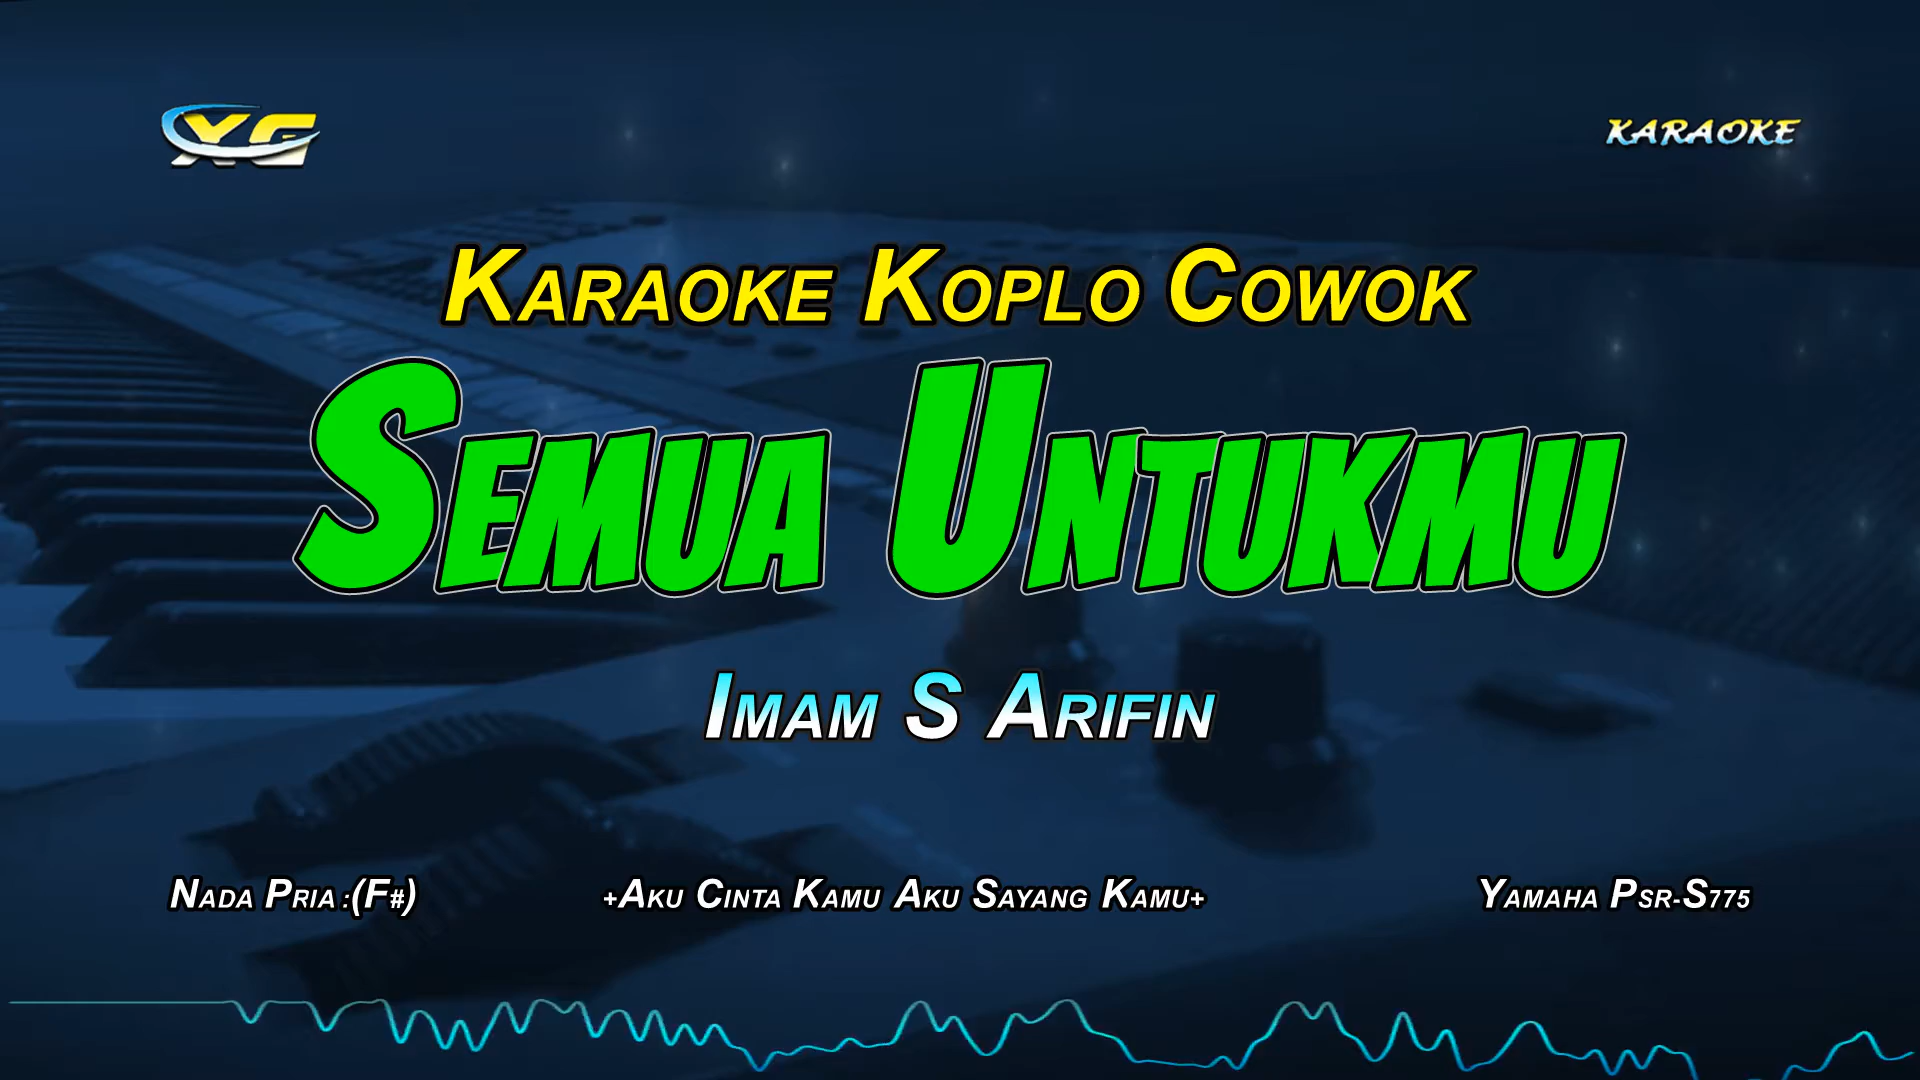 XG
KARAOKE
KARAOKE KOPLO COWOK
SEMUA UNTUKMU
IMAM S ARIFIN
NADA PRIA :(F#)
+AKU CINTA KAMU AKU SAYANG KAMU+
YAMAHA PSR-S775